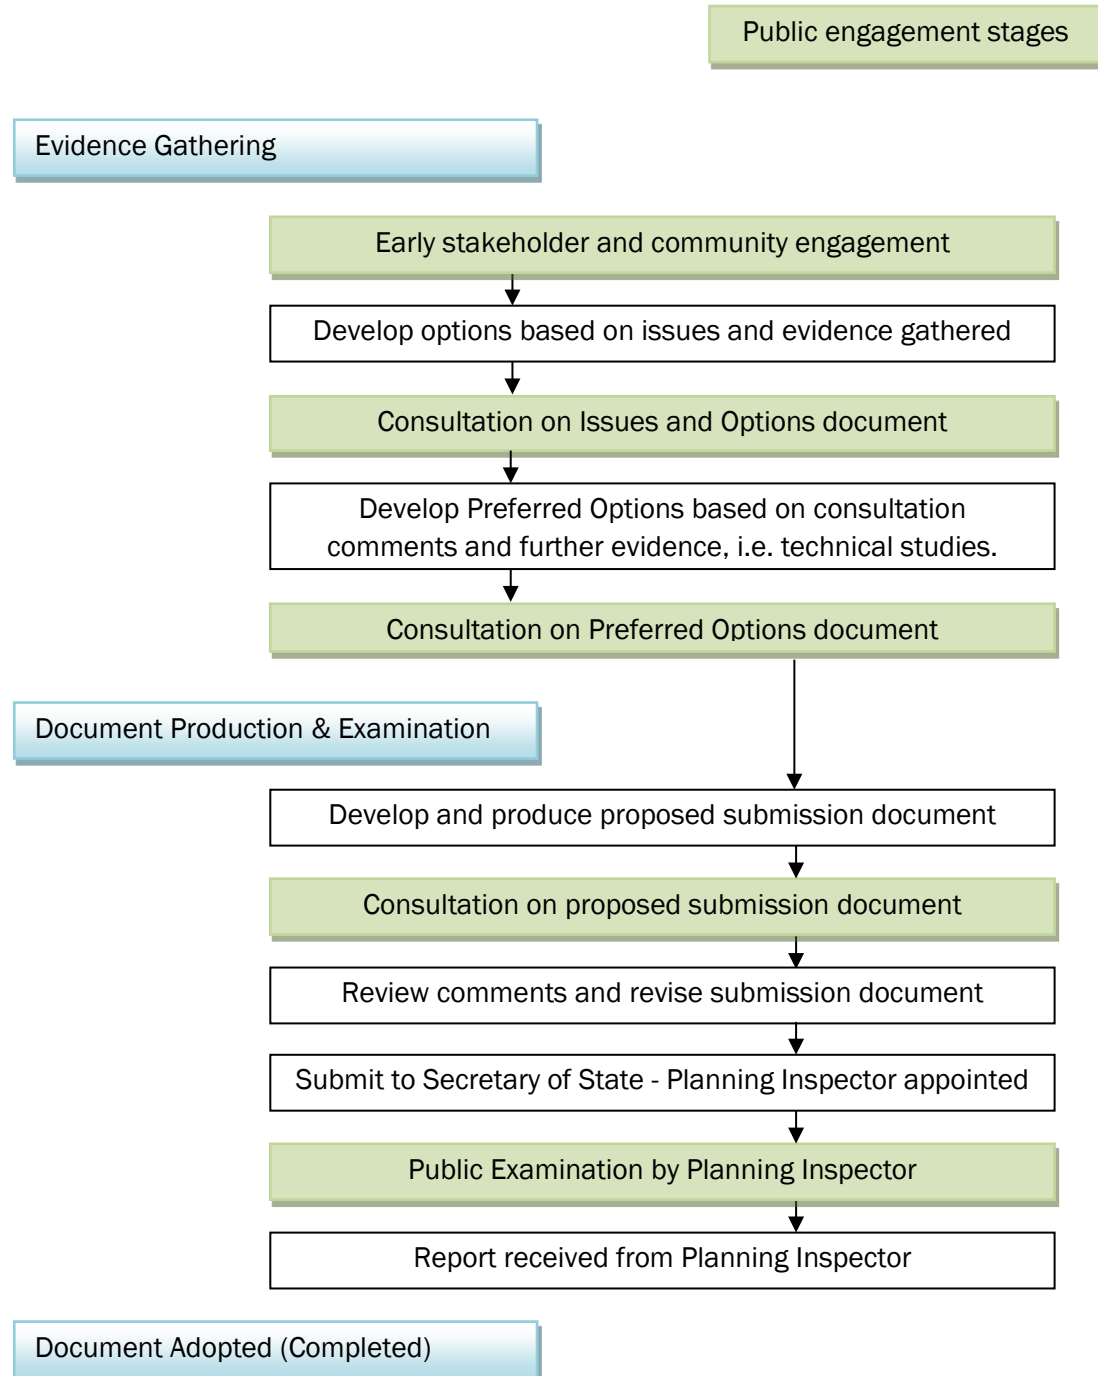 Public engagement stages
Evidence Gathering
Early stakeholder and community engagement
Develop options based on issues and evidence gathered
Consultation on Issues and Options document
Develop Preferred Options based on consultation
comments and further evidence, i.e. technical studies.
Consultation on Preferred Options document
Document Production & Examination
Develop and produce proposed submission document
Consultation on proposed submission document
Review comments and revise submission document
Submit to Secretary of State - Planning Inspector appointed
Public Examination by Planning Inspector
Report received from Planning Inspector
Document Adopted (Completed)